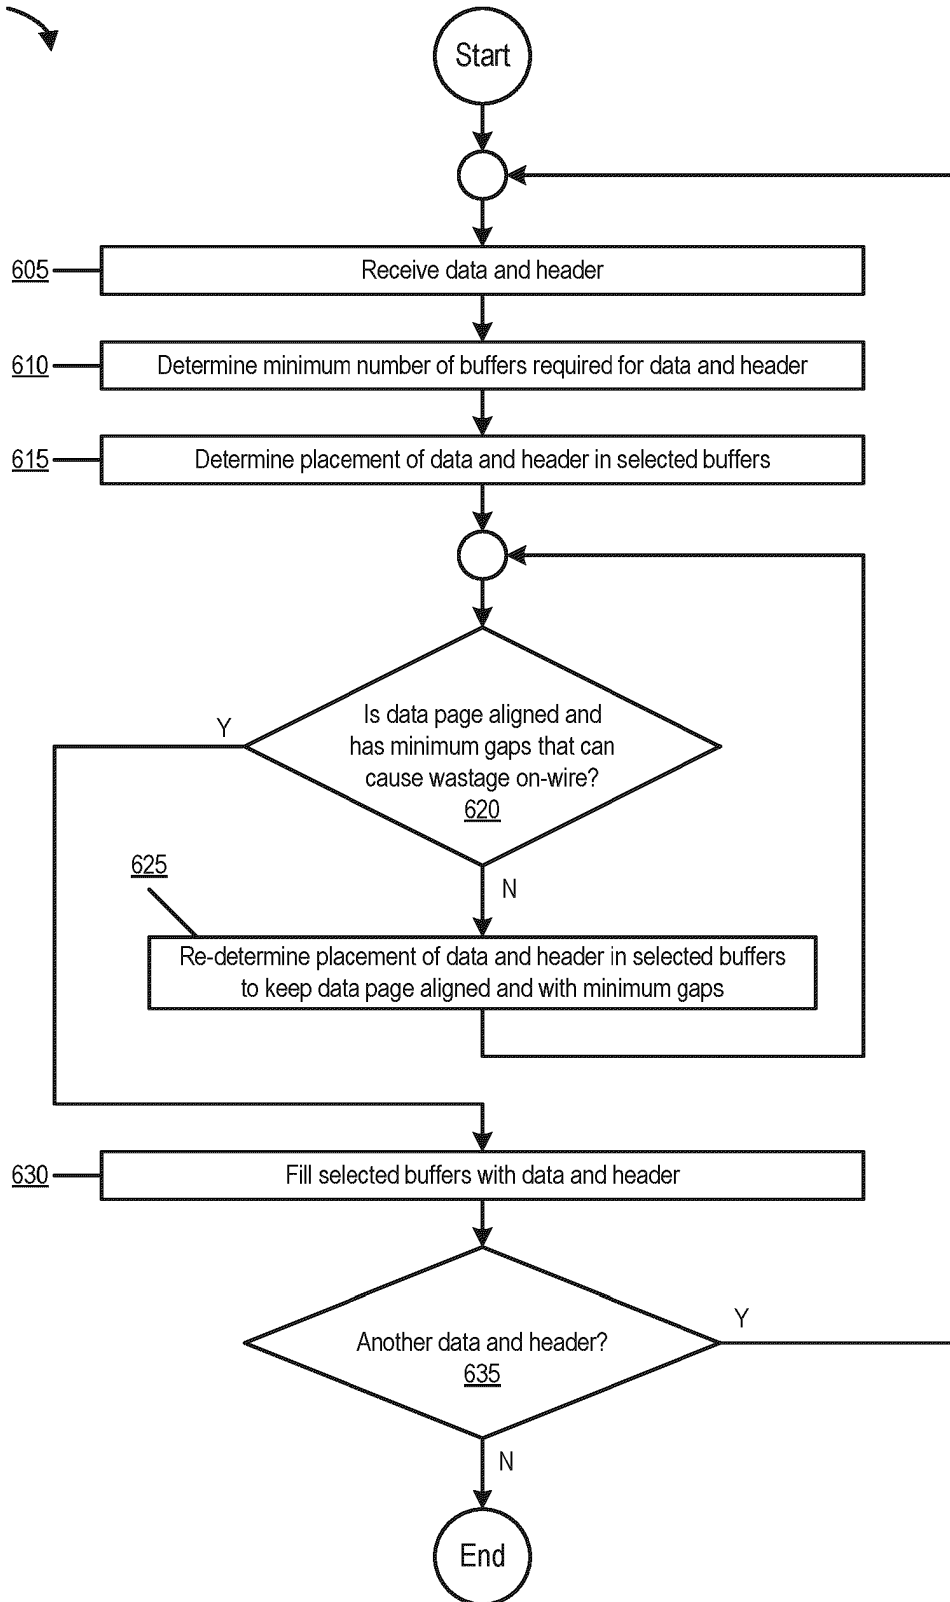 Start
605
Receive data and header
610
Determine minimum number of buffers required for data and header
615
Determine placement of data and header in selected buffers
Y
Is data page aligned and
has minimum gaps that can
cause wastage on-wire?
620
625
N
Re-determine placement of data and header in selected buffers
to keep data page aligned and with minimum gaps
630
Fill selected buffers with data and header
Y
Another data and header?
635
N
End